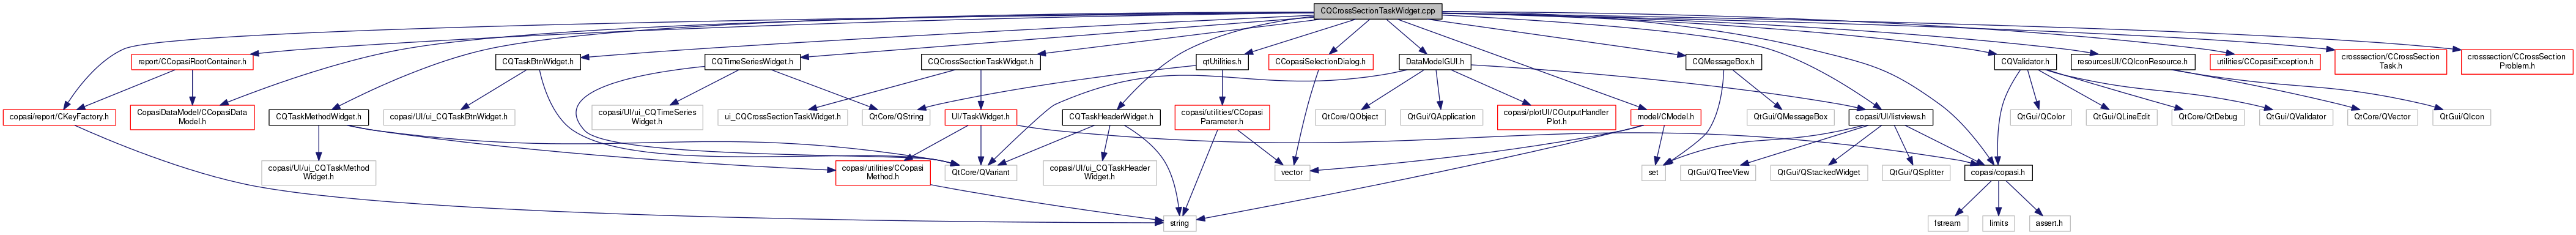 CQCrossSectionTaskWidget.cpp
report/CCopasiRootContainer.h
CQTaskBtnWidget.h
CQTimeSeriesWidget.h
CQCrossSectionTaskWidget.h
qtUtilities.h
CCopasiSelectionDialog.h
DataModelGUI.h
CQMessageBox.h
CQValidator.h
resourcesUI/CQIconResource.h
utilities/CCopasiException.h
crosssection/CCrossSection
Task.h
crosssection/CCrossSection
Problem.h
copasi/report/CKeyFactory.h
CopasiDataModel/CCopasiData
Model.h
CQTaskMethodWidget.h
copasi/UI/ui_CQTaskBtnWidget.h
copasi/UI/ui_CQTimeSeries
Widget.h
ui_CQCrossSectionTaskWidget.h
QtCore/QString
UI/TaskWidget.h
CQTaskHeaderWidget.h
copasi/utilities/CCopasi
Parameter.h
QtCore/QObject
QtGui/QApplication
copasi/plotUI/COutputHandler
Plot.h
model/CModel.h
QtGui/QMessageBox
copasi/UI/listviews.h
QtGui/QColor
QtGui/QLineEdit
QtCore/QtDebug
QtGui/QValidator
QtCore/QVector
QtGui/QIcon
copasi/UI/ui_CQTaskMethod
Widget.h
copasi/utilities/CCopasi
Method.h
QtCore/QVariant
copasi/UI/ui_CQTaskHeader
Widget.h
vector
set
QtGui/QTreeView
QtGui/QStackedWidget
QtGui/QSplitter
copasi/copasi.h
string
fstream
limits
assert.h